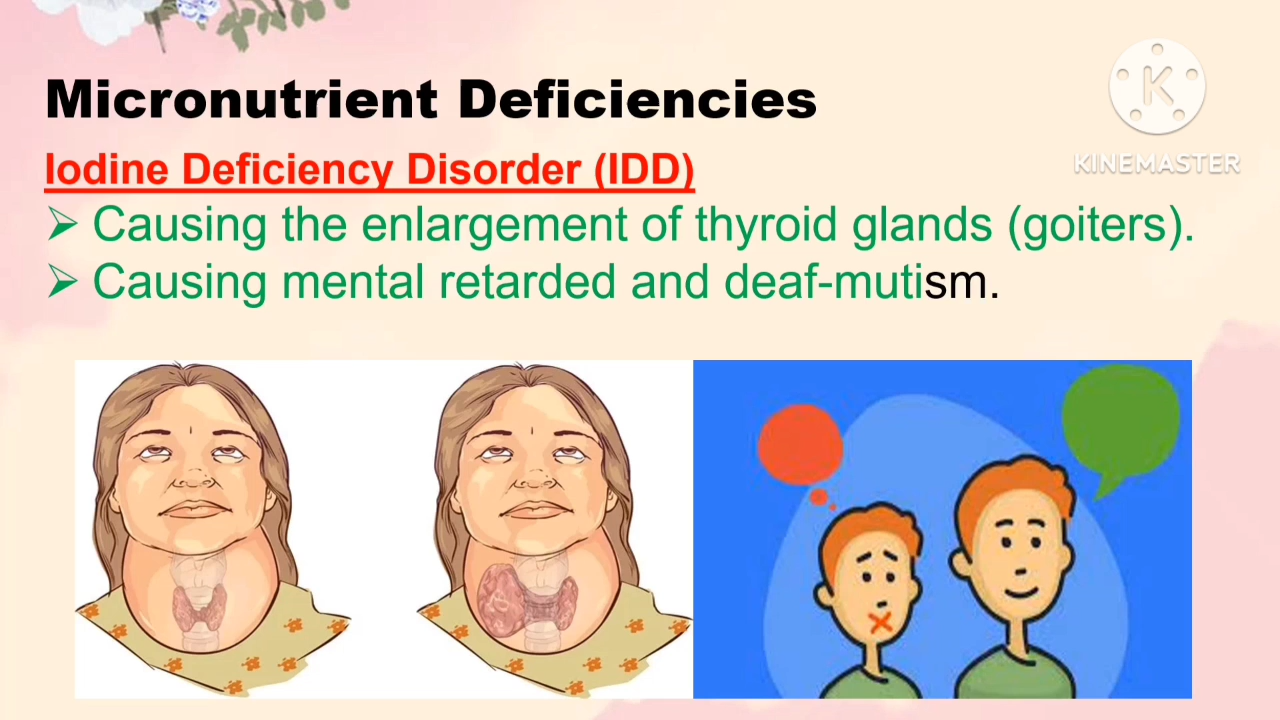 Micronutrient Deficiencies
Iodine Deficiency Disorder (IDD)
➢ Causing the enlargement of thyroid glands (goiters).
➢ Causing mental retarded and deaf-mutism.
K
KINEMASTER